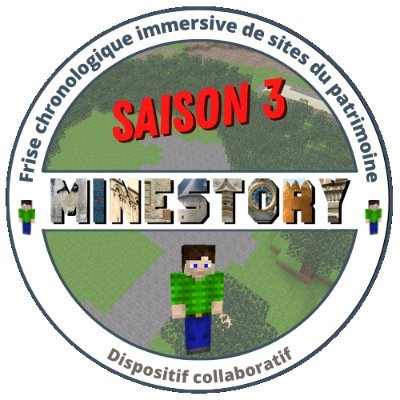 Frise chronologique immersive de sites du patrimoine
SAISON 3
MINESTORY
Dispositif collaboratif